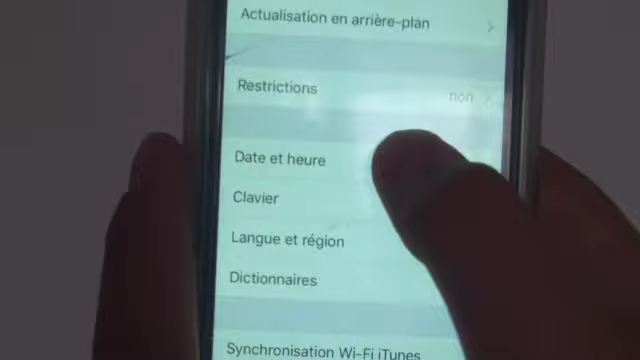 Actualisation en arrière-plan
Restrictions
non
Date et heure
Clavier
Langue et région
Dictionnaires
Synchronisation Wi-Fi iTunes